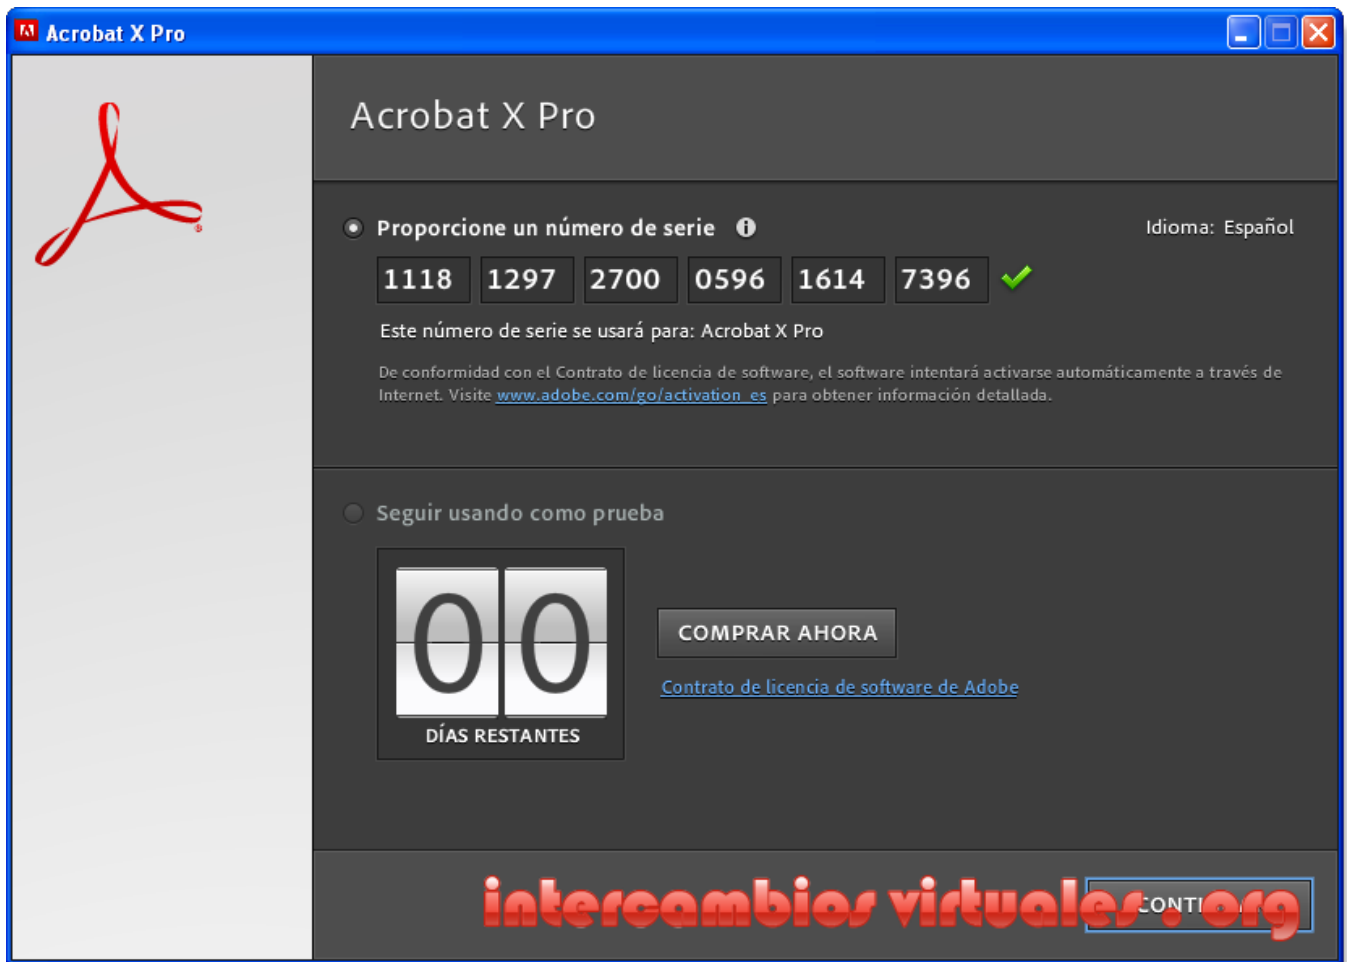 Acrobat X Pro
Acrobat X Pro
Proporcione un número de serie
Idioma: Español
1118 1297 2700 0596 1614 7396
Este número de serie se usará para: Acrobat X Pro
De conformidad con el Contrato de licencia de software, el software intentará activarse automáticamente a través de
Internet. Visite www.adobe.com/go/activation_es para obtener información detallada.
Seguir usando como prueba
00
DÍAS RESTANTES
COMPRAR AHORA
Contrato de licencia de software de Adobe
intercambios virtuales.org